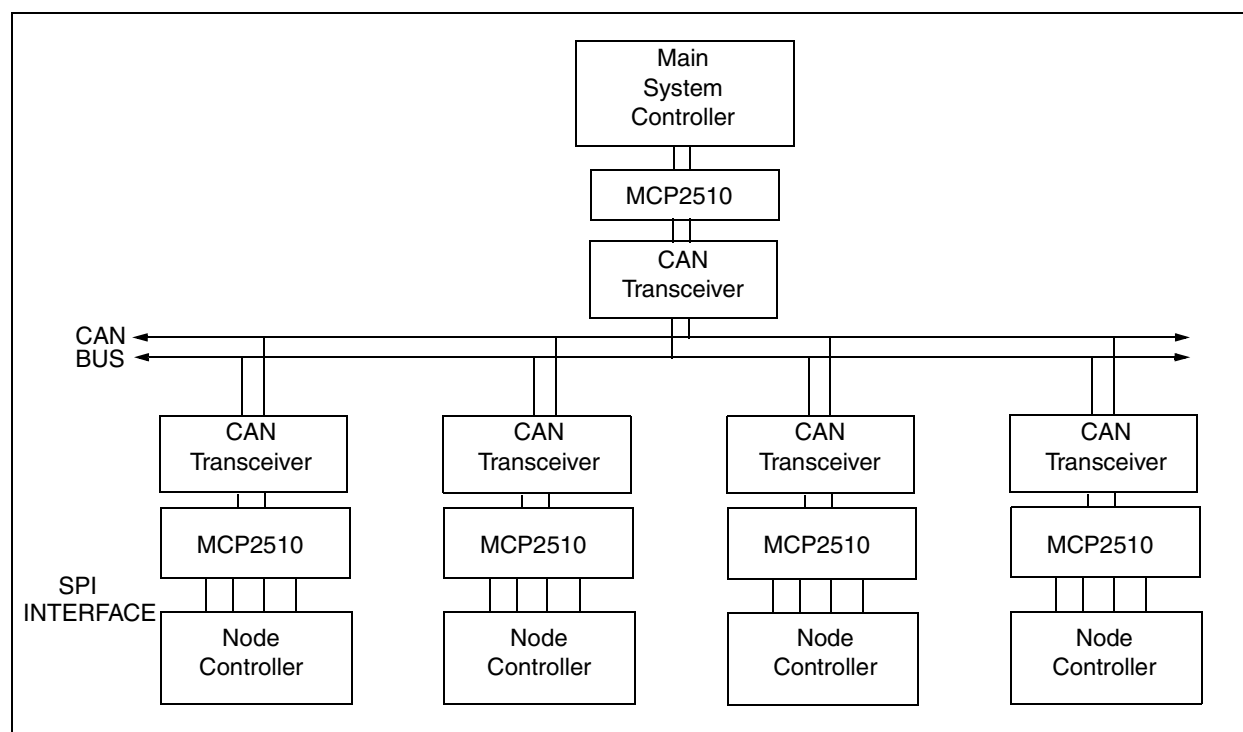 Main
System
Controller
MCP2510
CAN
Transceiver
CAN
BUS
CAN
Transceiver
CAN
Transceiver
CAN
Transceiver
CAN
Transceiver
MCP2510
MCP2510
MCP2510
MCP2510
SPI
INTERFACE
Node
Controller
Node
Controller
Node
Controller
Node
Controller